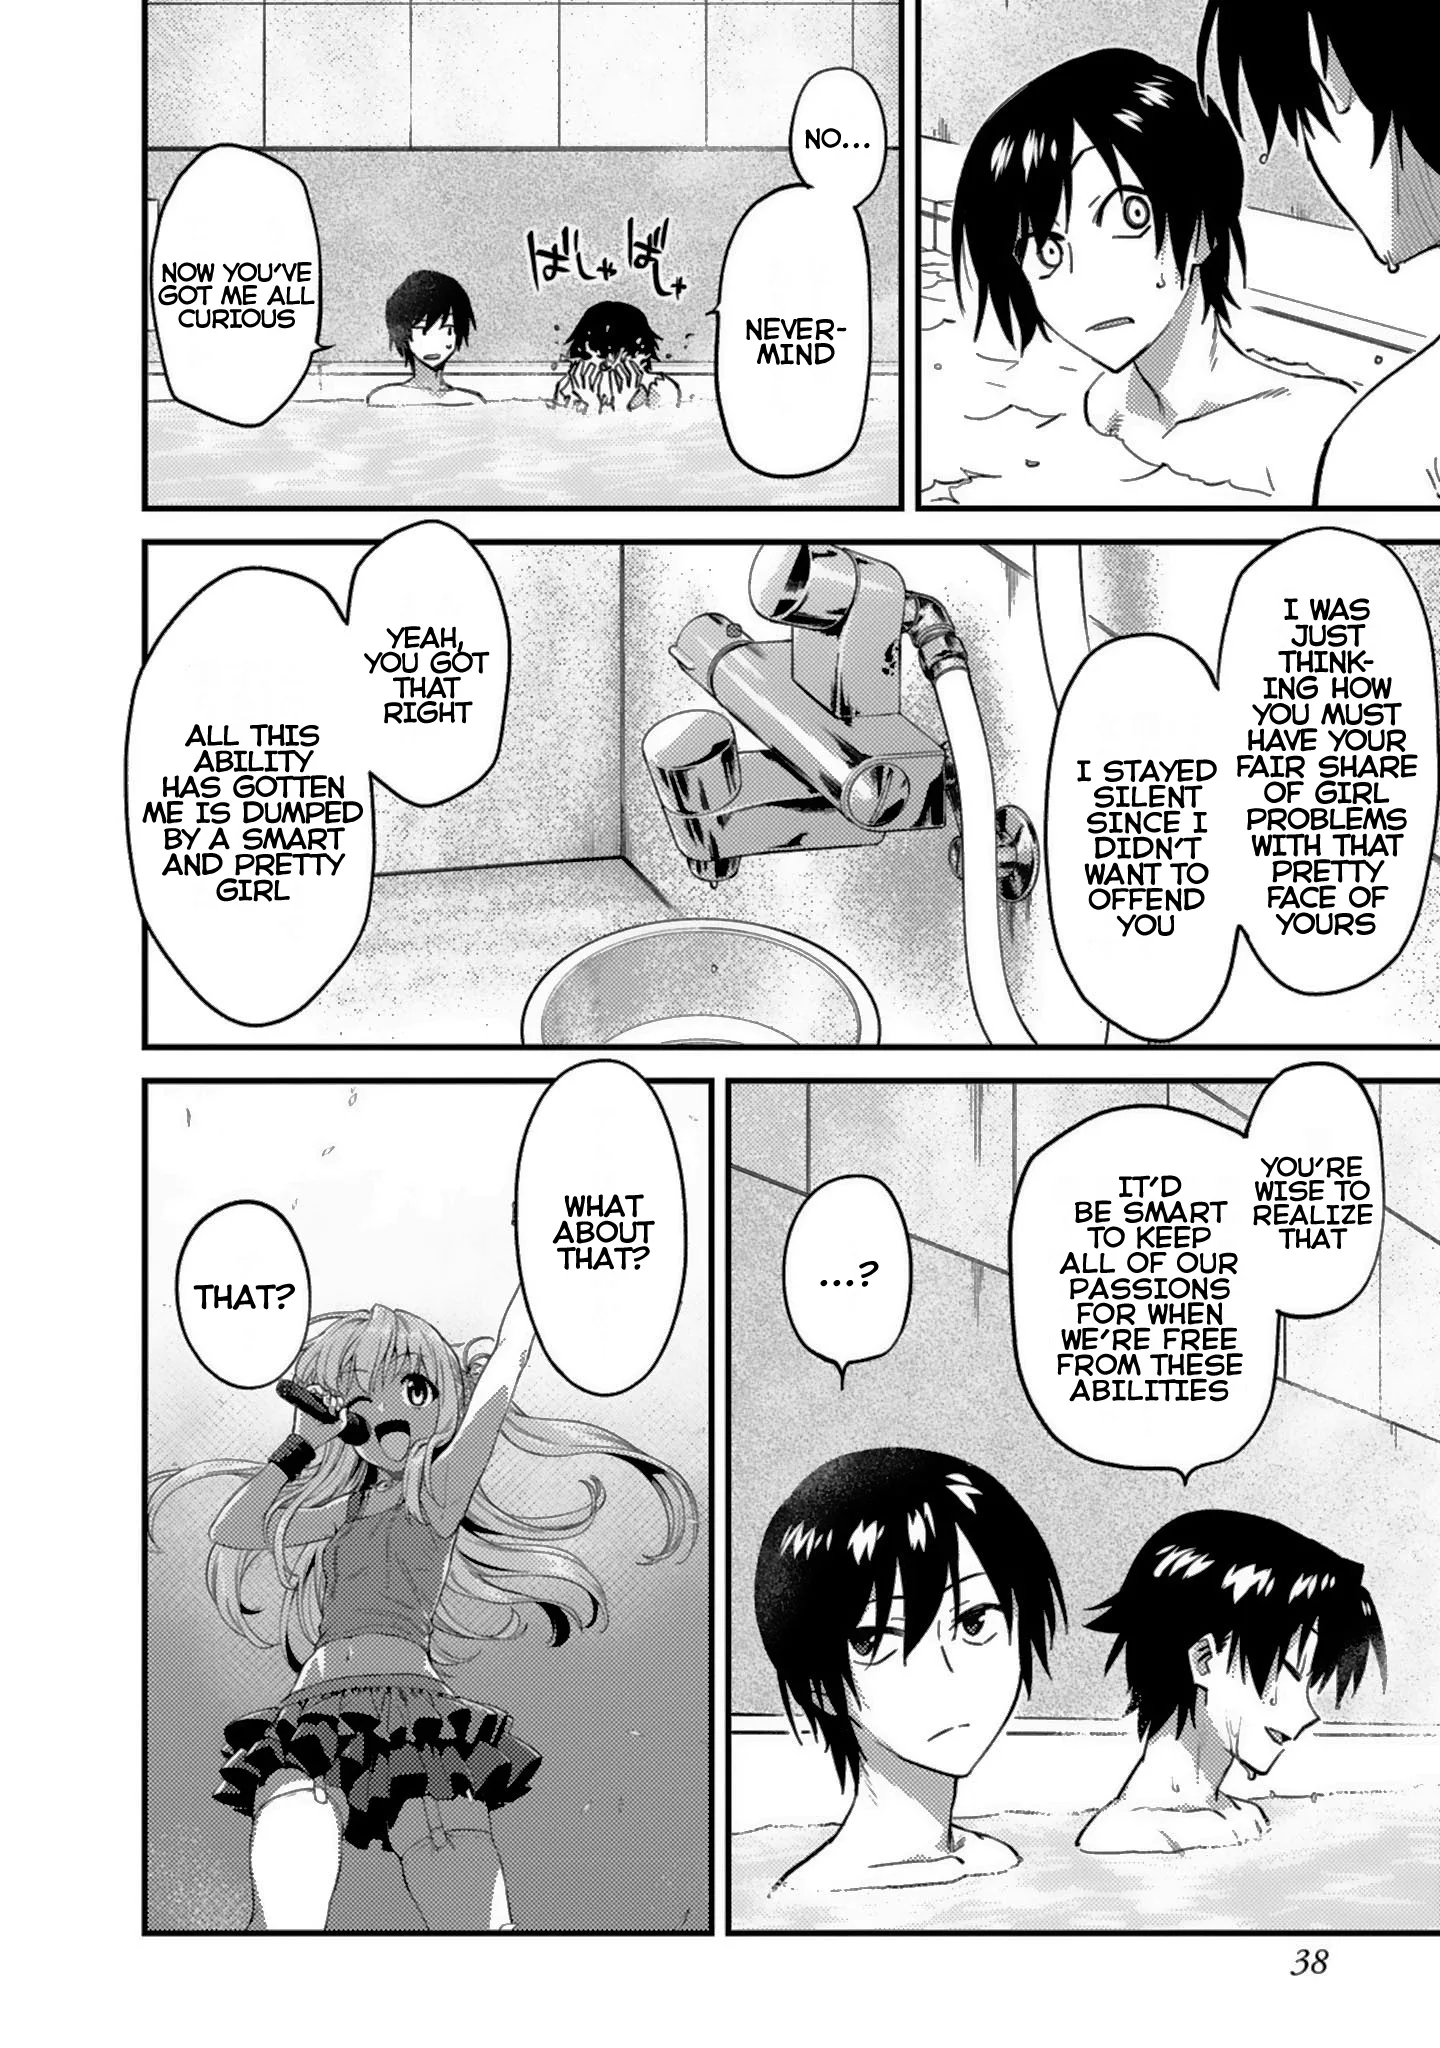 NO...
NEVER-
MIND
ばしゃ
ばしゃ
NOW YOU'VE
GOT ME ALL
CURIOUS
I WAS
JUST
THINK-
ING HOW
YOU MUST
HAVE YOUR
FAIR SHARE
OF GIRL
PROBLEMS
WITH THAT
PRETTY
FACE OF
YOURS
I STAYED
SILENT
SINCE I
DIDN'T
WANT TO
OFFEND
YOU
YEAH,
YOU GOT
THAT
RIGHT
ALL THIS
ABILITY
HAS GOTTEN
ME IS DUMPED
BY A SMART
AND PRETTY
GIRL
YOU'RE
WISE TO
REALIZE
THAT
IT'D
BE SMART
TO KEEP
ALL OF OUR
PASSIONS
FOR WHEN
WE'RE FREE
FROM THESE
ABILITIES
...?
WHAT
ABOUT
THAT?
THAT?
38